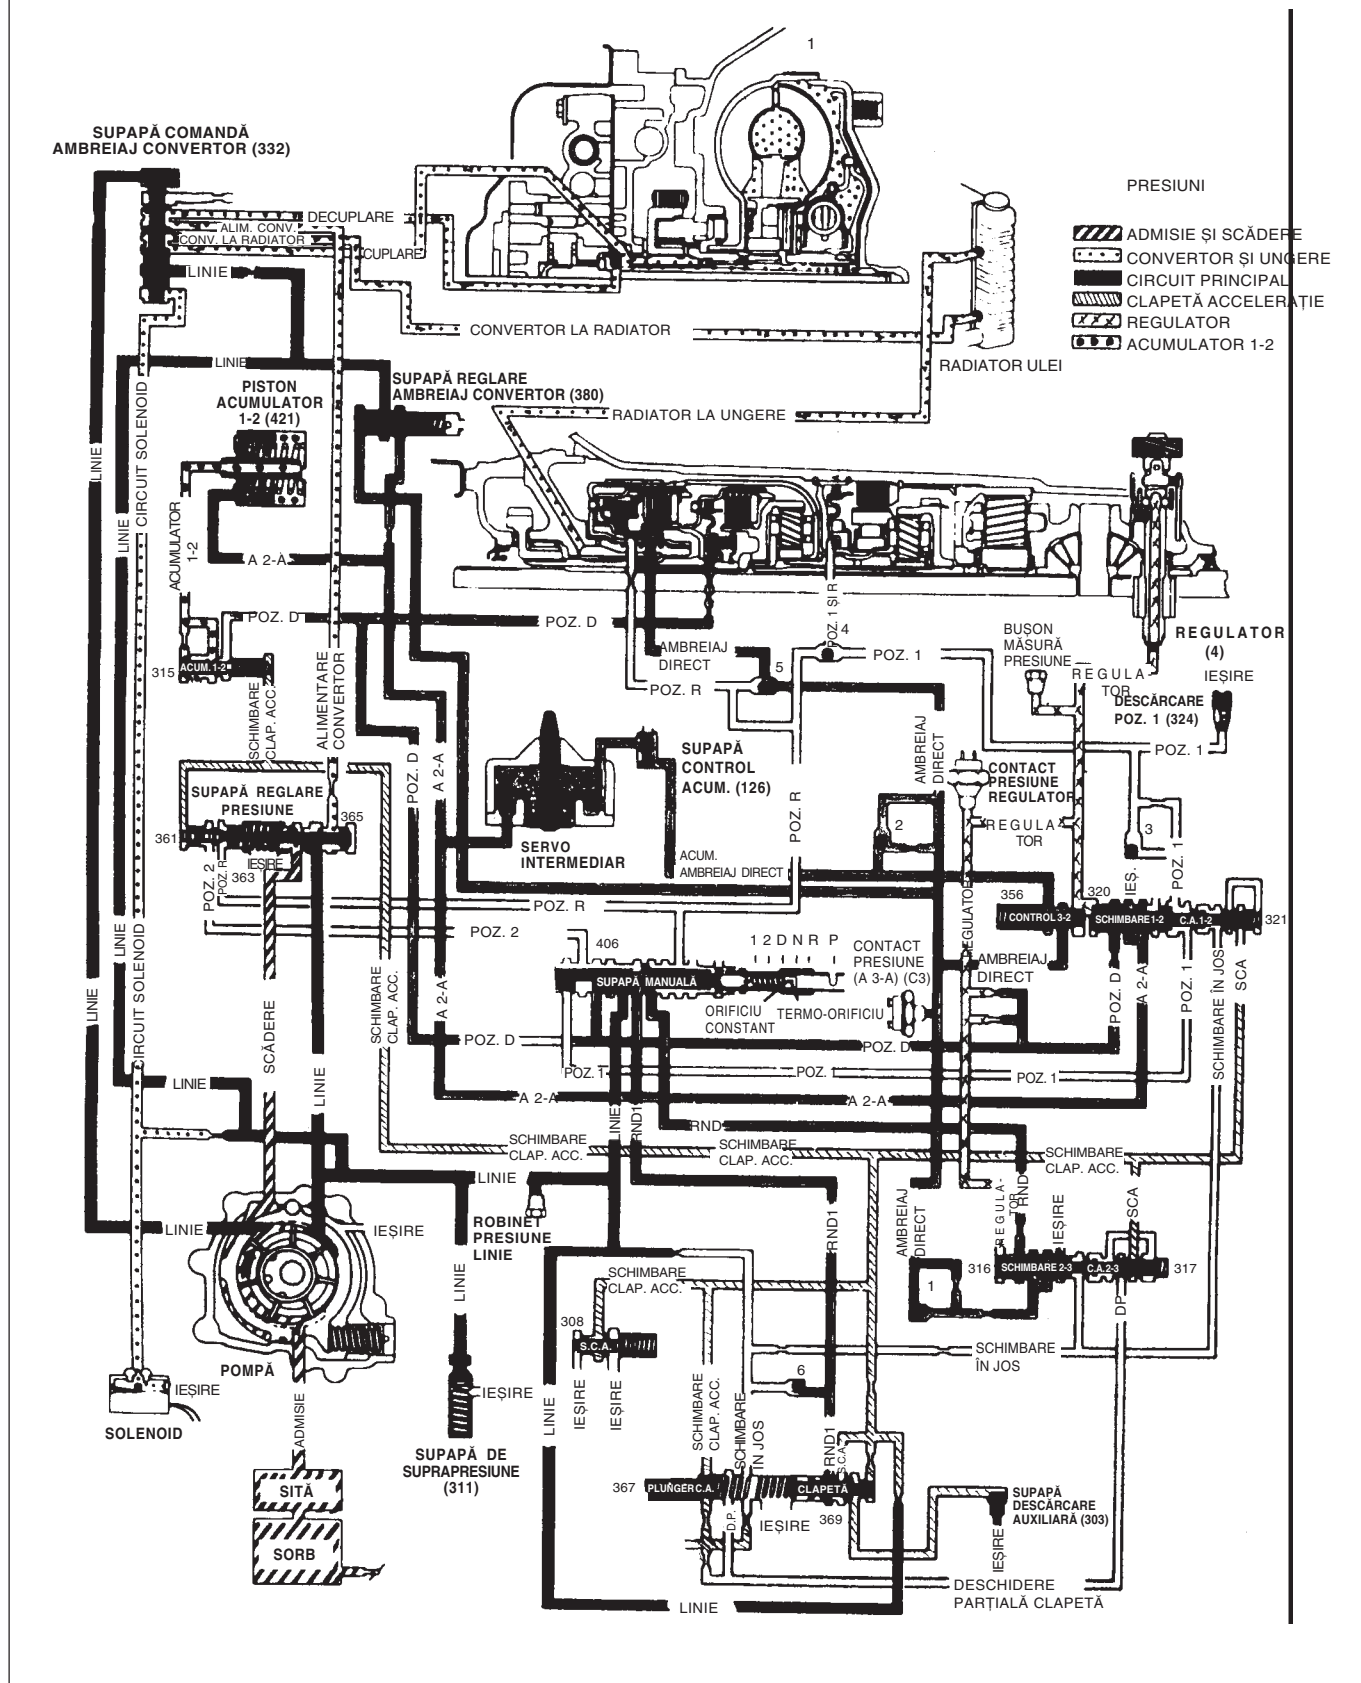 1
SUPAPĂ COMANDĂ
AMBREIAJ CONVERTOR (332)
PRESIUNI
ADMISIE ȘI SCĂDERE
CONVERTOR ȘI UNGERE
CIRCUIT PRINCIPAL
CLAPETĂ ACCELERAȚIE
REGULATOR
ACUMULATOR 1-2
DECUPLARE
ALIM. CONV.
CONV. LA RADIATOR
CUPLARE
LINIE
CONVERTOR LA RADIATOR
RADIATOR ULEI
LINIE
PISTON
ACUMULATOR
1-2 (421)
SUPAPĂ REGLARE
AMBREIAJ CONVERTOR (380)
RADIATOR LA UNGERE
LINIE
LINIE
CIRCUIT SOLENOID
ACUMULATOR
1-2
A 2-A
POZ. D
POZ. D
315
ACUM. 1-2
SCHIMBARE
CLAP. ACC.
ALIMENTARE
CONVERTOR
AMBREIAJ
DIRECT
POZ. R
5
4
POZ. 1 ȘI R
POZ. 1
BUȘON
MĂSURĂ
PRESIUNE
REGULATOR
(4)
IEȘIRE
REGULA-
TOR
DESCĂRCARE
POZ. 1 (324)
POZ. 1
SUPAPĂ REGLARE
PRESIUNE
361
365
IEȘIRE
363
POZ. 2
POZ. R
POZ. D
A 2-A
SERVO
INTERMEDIAR
SUPAPĂ
CONTROL
ACUM. (126)
ACUM.
AMBREIAJ DIRECT
POZ. R
AMBREIAJ
DIRECT
2
CONTACT
PRESIUNE
REGULATOR
REGULA
TOR
3
POZ. 1
IEȘ.
320
356
CONTROL 3-2
SCHIMBARE 1-2
C.A. 1-2
321
POZ. R
POZ. 2
406
SUPAPĂ MANUALĂ
1 2 D N R P
ORIFICIU
CONSTANT
TERMO-ORIFICIU
CONTACT
PRESIUNE
(A 3-A) (C3)
AMBREIAJ
DIRECT
POZ. D
A 2-A
POZ. 1
SCHIMBARE ÎN JOS
SCA
LINIE
LINIE
CIRCUIT SOLENOID
SCĂDERE
LINIE
SCHIMBARE
CLAP. ACC.
A 2-A
POZ. D
POZ. D
POZ. 1
POZ. 1
POZ. 1
LINIE
A 2-A
A 2-A
LINIE
RND1
RND
SCHIMBARE
CLAP. ACC.
SCHIMBARE
CLAP. ACC.
SCHIMBARE
CLAP. ACC.
LINIE
ROBINET
PRESIUNE
LINIE
LINIE
IEȘIRE
POMPĂ
SOLENOID
IEȘIRE
ADMISIE
SITĂ
SORB
LINIE
IEȘIRE
SUPAPĂ DE
SUPRAPRESIUNE
(311)
SCHIMBARE
CLAP. ACC.
308
S.C.A.
IEȘIRE
IEȘIRE
LINIE
RND1
AMBREIAJ
DIRECT
REGULA-
TOR
RND
IEȘIRE
SCA
316
SCHIMBARE 2-3
C.A. 2-3
317
1
DP
SCHIMBARE
ÎN JOS
6
SCHIMBARE
CLAP. ACC.
SCHIMBARE
ÎN JOS
RND1
S.C.A.
367
PLUNGER C.A.
CLAPETĂ
D.P.
IEȘIRE
369
SUPAPĂ
DESCĂRCARE
AUXILIARĂ (303)
IEȘIRE
DESCHIDERE
PARȚIALĂ CLAPETĂ
LINIE